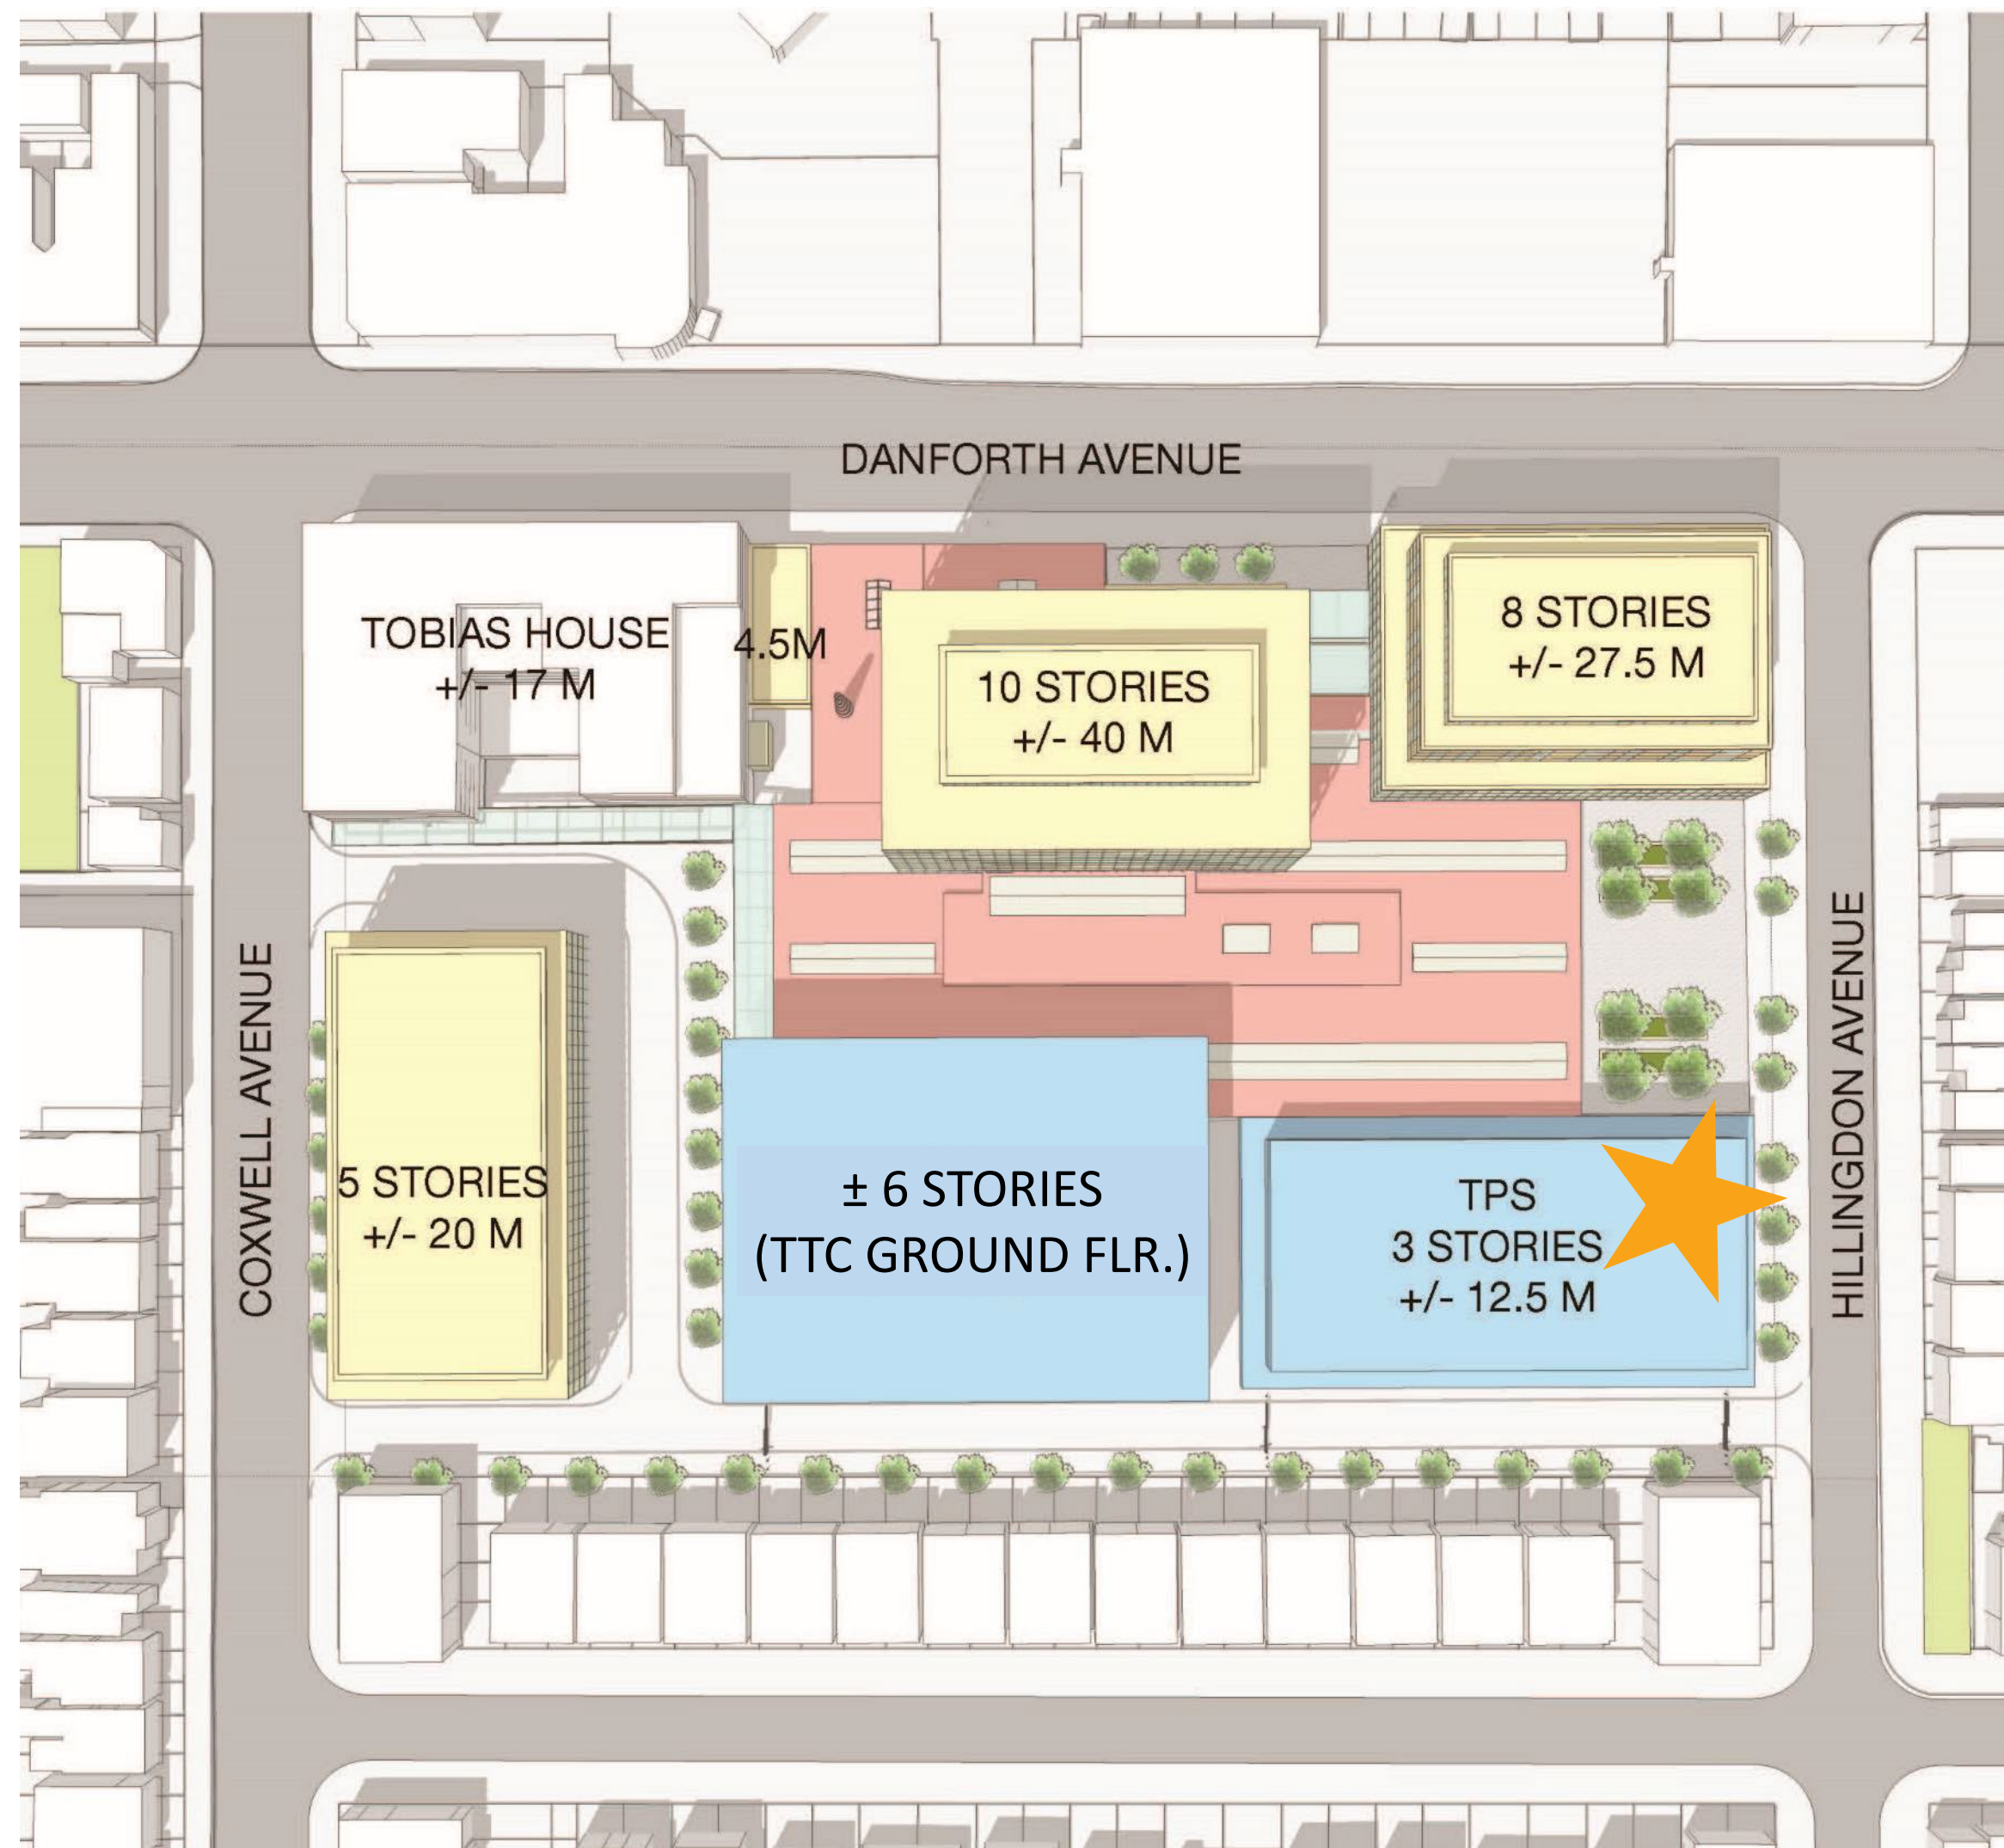 DANFORTH AVENUE
TOBIAS HOUSE
+/- 17 M
4.5M
10 STORIES
+/- 40 M
8 STORIES
+/- 27.5 M
COXWELL AVENUE
HILLINGDON AVENUE
5 STORIES
+/- 20 M
± 6 STORIES
(TTC GROUND FLR.)
TPS
3 STORIES
+/- 12.5 M